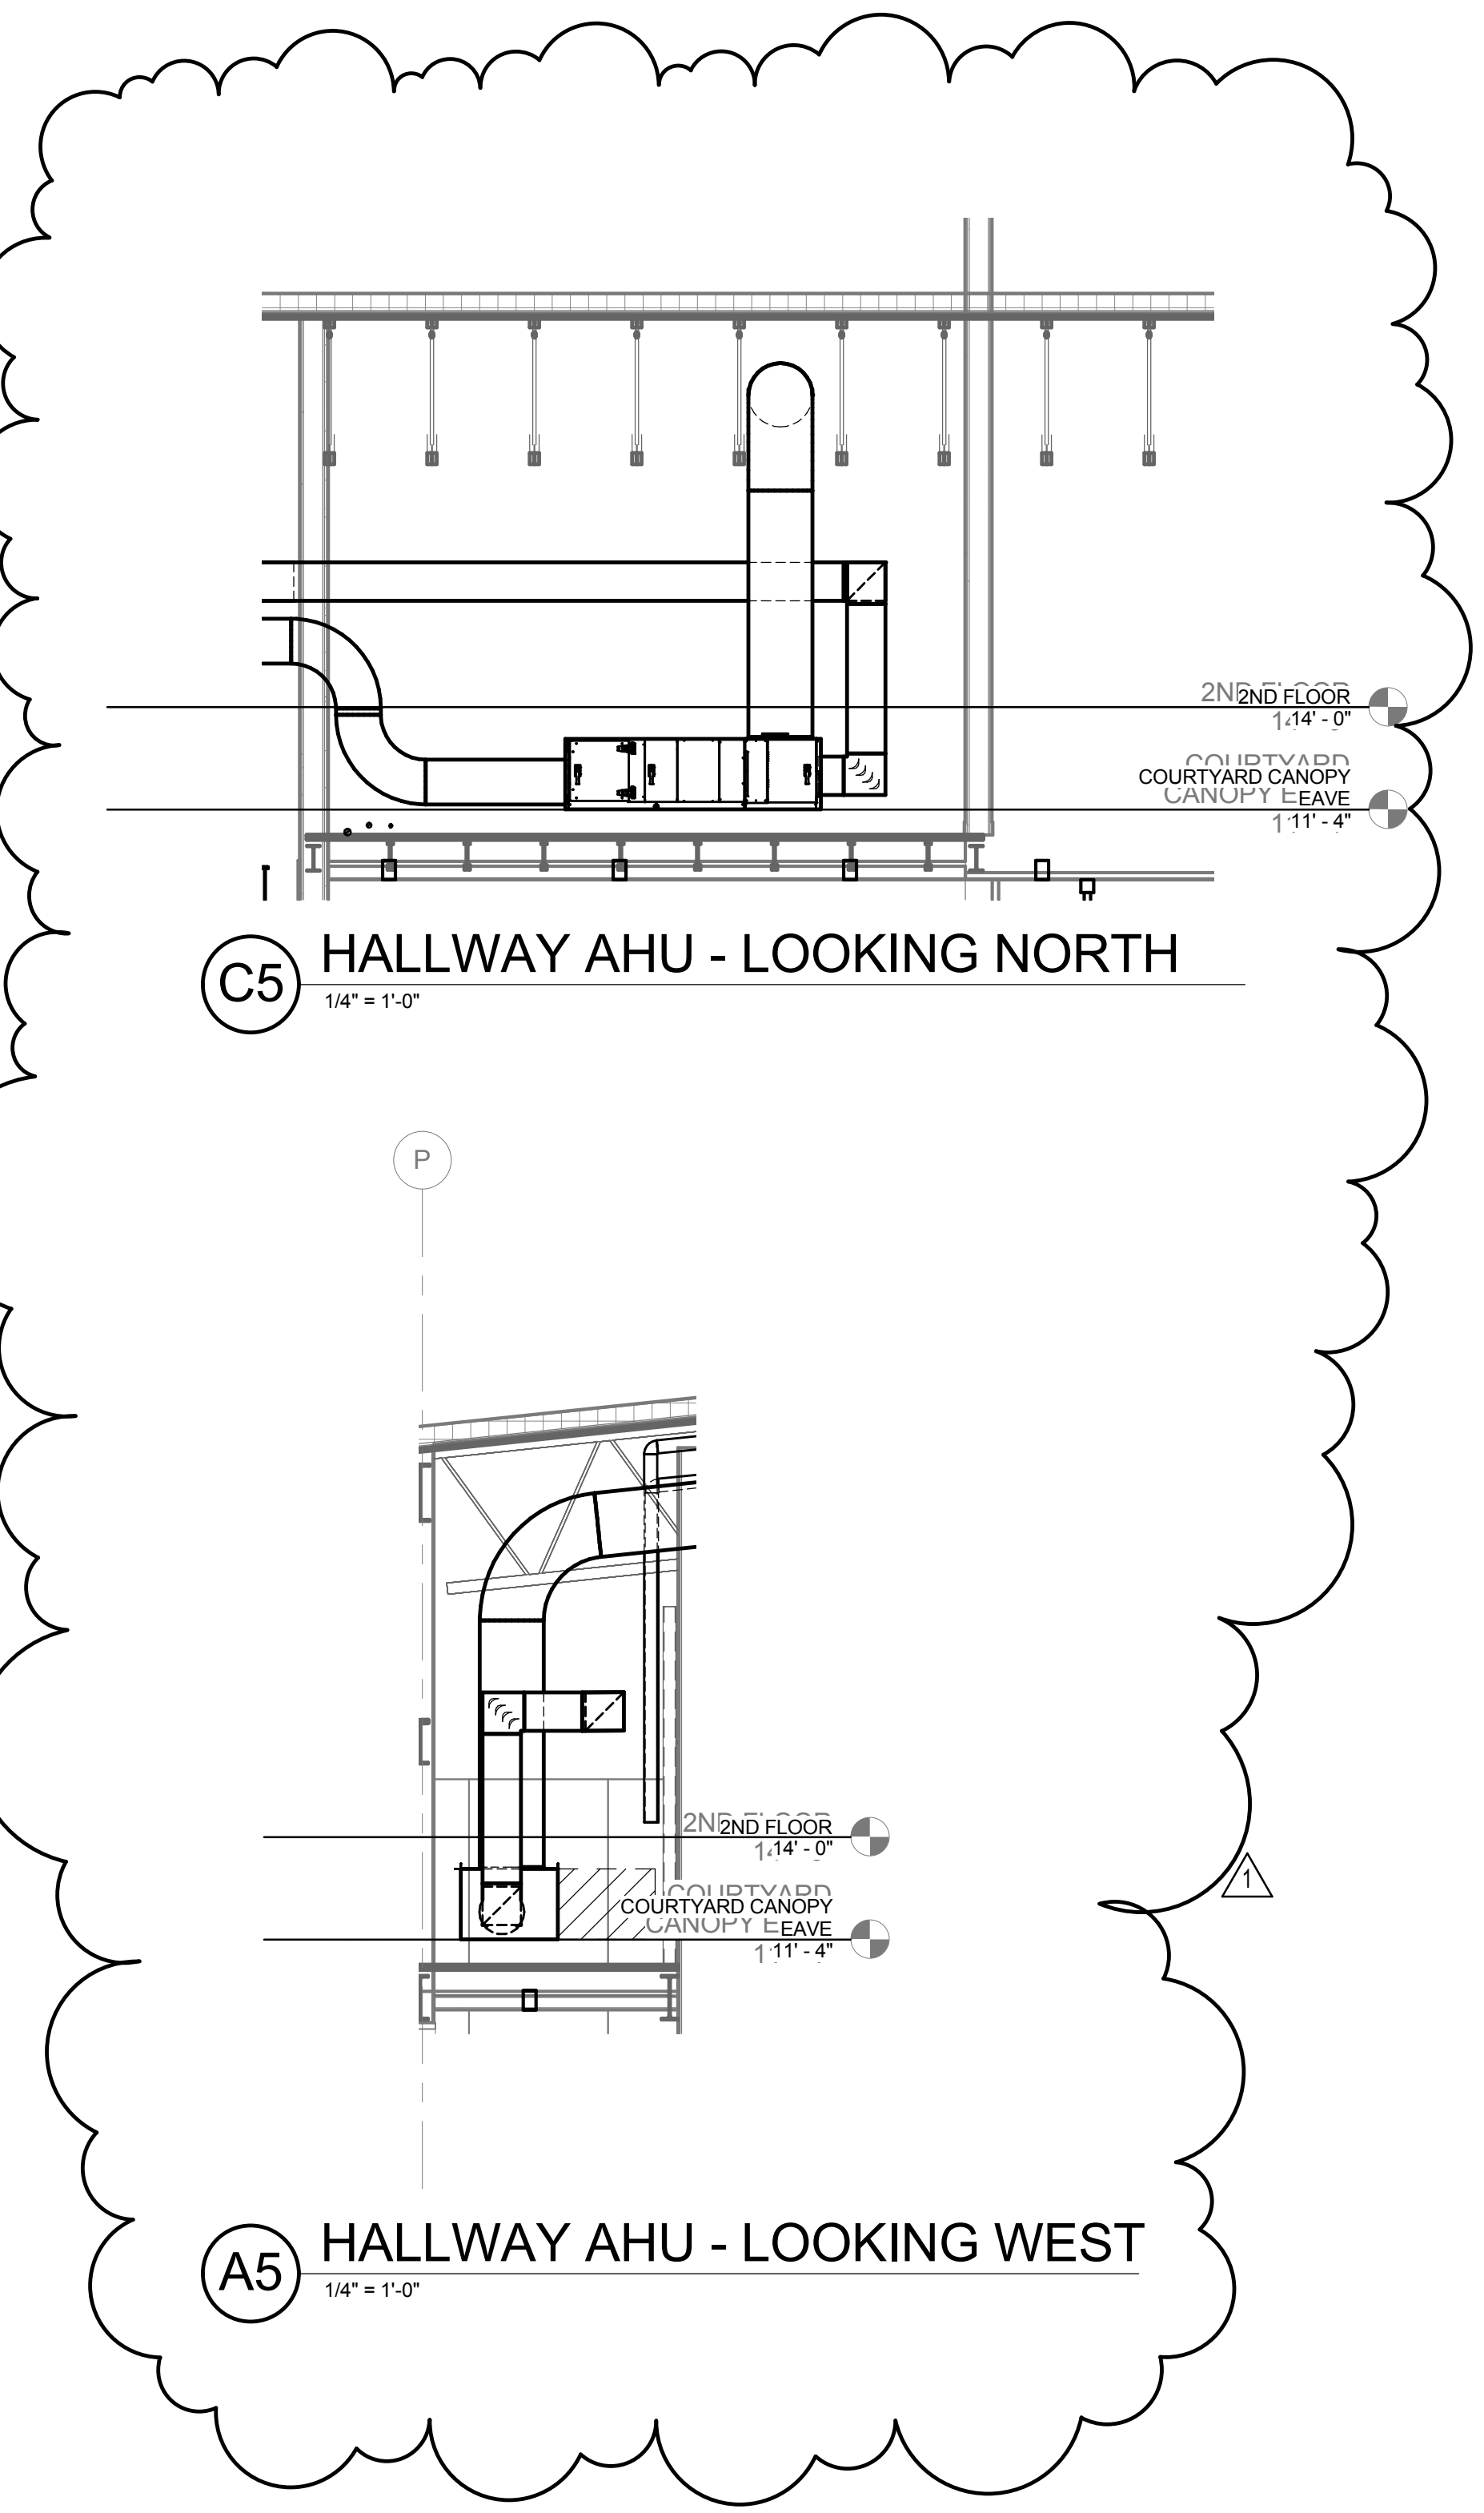 2ND FLOOR
14' - 0"
COURTYARD CANOPY
EAVE
11' - 4"
C5
HALLWAY AHU - LOOKING NORTH
1/4" = 1'-0"
P
2ND FLOOR
14' - 0"
COURTYARD CANOPY
EAVE
11' - 4"
1
A5
HALLWAY AHU - LOOKING WEST
1/4" = 1'-0"